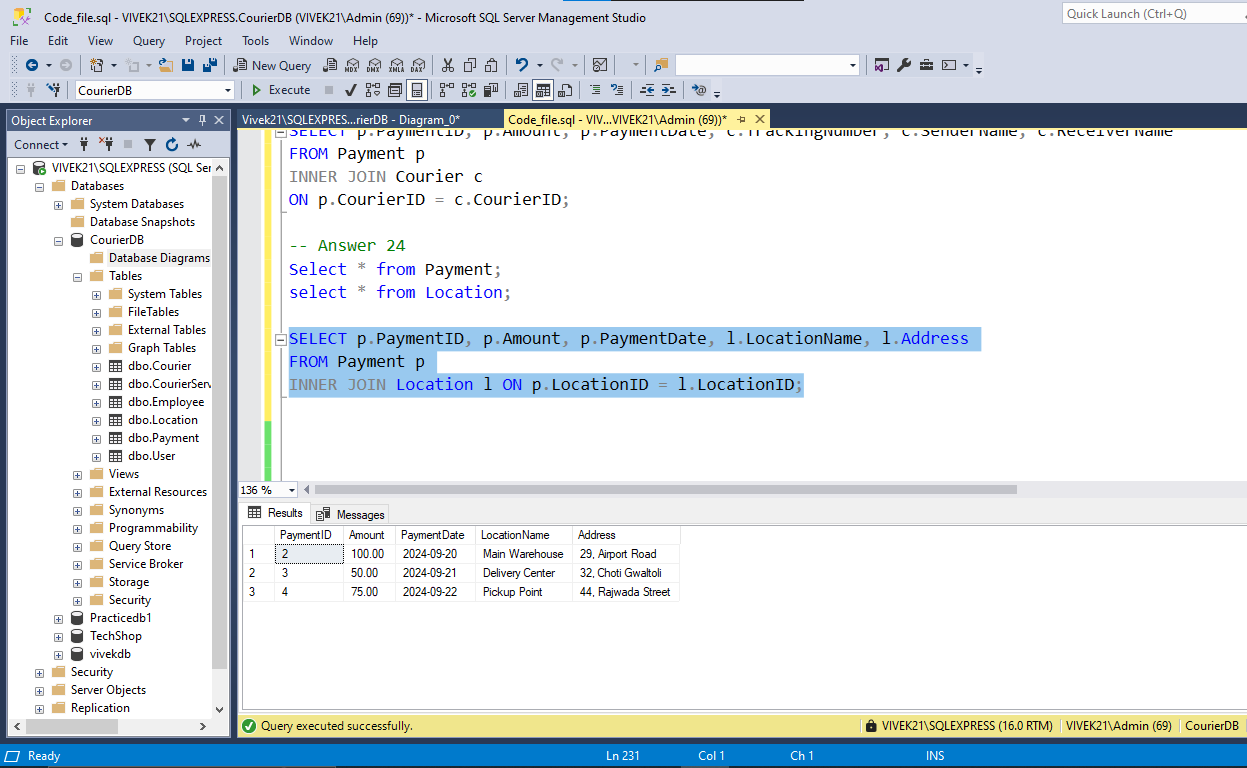 Code_file.sql - VIVEK21\SQLEXPRESS.CourierDB (VIVEK21\Admin (69))* - Microsoft SQL Server Management Studio
Quick Launch (Ctrl+Q)
File Edit View Query Project Tools Window Help
New Query MDX DMX XMLA DAX
CourierDB Execute
Object Explorer
Vivek21\SQLEXPRES...rierDB - Diagram_0*
Code_file.sql - VIV...VIVEK21\Admin (69))*
Connect
VIVEK21\SQLEXPRESS (SQL Ser
Databases
System Databases
Database Snapshots
CourierDB
Database Diagrams
Tables
System Tables
FileTables
External Tables
Graph Tables
dbo.Courier
dbo.CourierServ
dbo.Employee
dbo.Location
dbo.Payment
dbo.User
Views
External Resources
Synonyms
Programmability
Query Store
Service Broker
Storage
Security
Practicedb1
TechShop
vivekdb
Security
Server Objects
Replication
SELECT p.PaymentID, p.Amount, p.PaymentDate, c.TrackingNumber, c.SenderName, c.ReceiverName
FROM Payment p
INNER JOIN Courier c
ON p.CourierID = c.CourierID;
-- Answer 24
Select * from Payment;
select * from Location;
SELECT p.PaymentID, p.Amount, p.PaymentDate, l.LocationName, l.Address
FROM Payment p
INNER JOIN Location l ON p.LocationID = l.LocationID;
136 %
Results Messages
PaymentID Amount PaymentDate LocationName Address
1 2 100.00 2024-09-20 Main Warehouse 29, Airport Road
2 3 50.00 2024-09-21 Delivery Center 32, Choti Gwaltoli
3 4 75.00 2024-09-22 Pickup Point 44, Rajwada Street
Query executed successfully.
VIVEK21\SQLEXPRESS (16.0 RTM) VIVEK21\Admin (69) CourierDB
Ready Ln 231 Col 1 Ch 1 INS